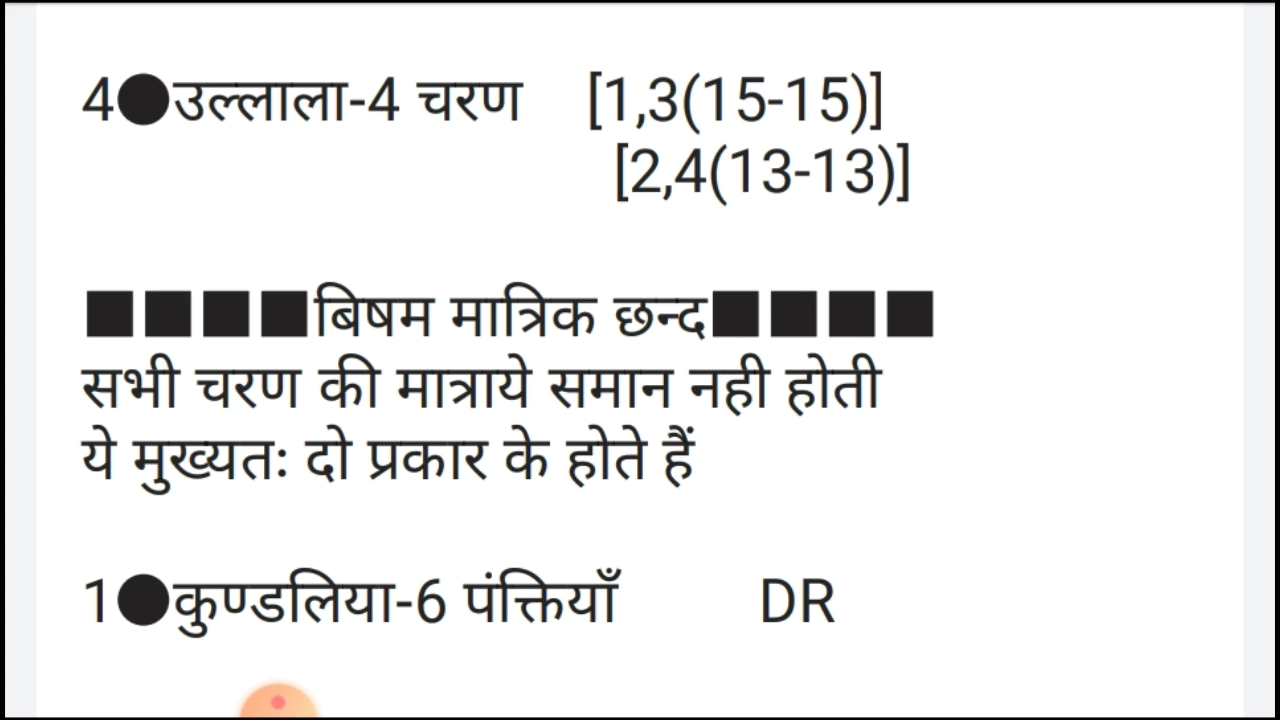 4●उल्लाला-4 चरण [1,3(15-15)]
[2,4(13-13)]
■■■■बिषम मात्रिक छन्द■■■■
सभी चरण की मात्राये समान नही होती
ये मुख्यतः दो प्रकार के होते हैं
1●कुण्डलिया-6 पंक्तियाँ DR